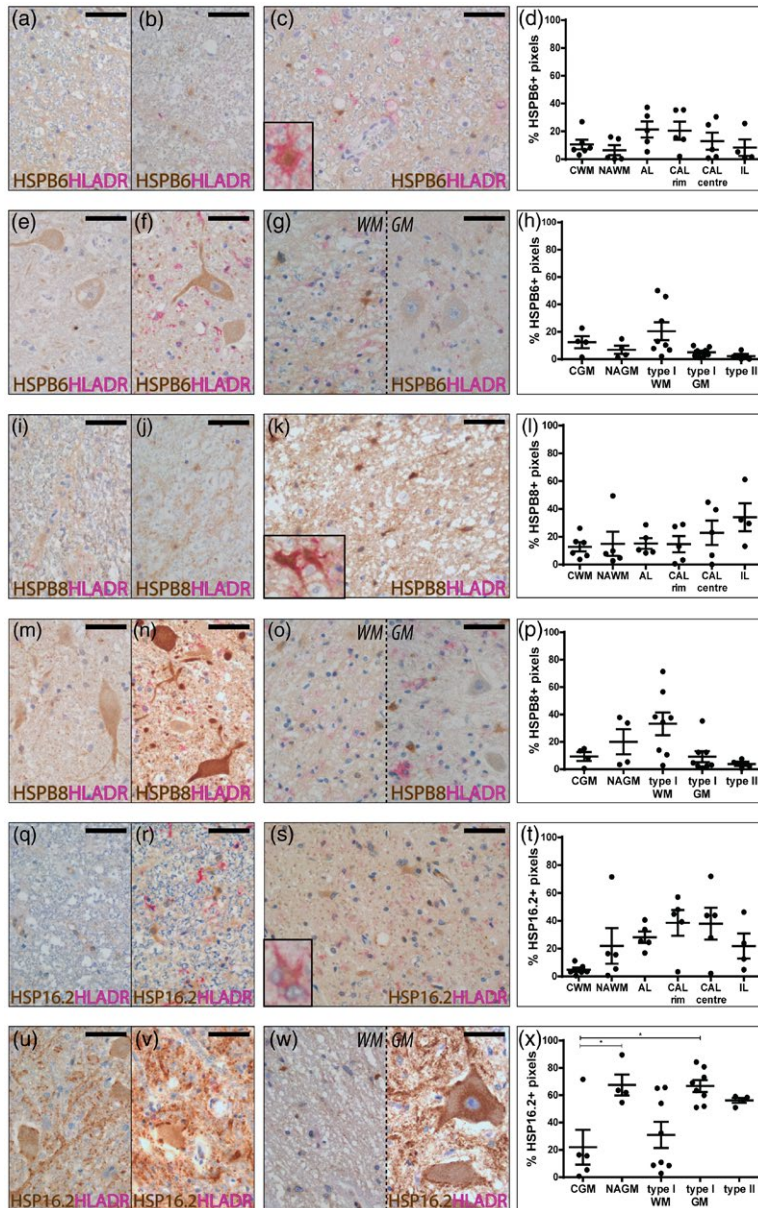 (a) (b) (c) (d)
HSPB6HLADR HSPB6HLADR HSPB6HLADR
% HSPB6+ pixels
100
80
60
40
20
0
CWM NAWM AL CAL rim CAL centre IL
(e) (f) (g) WM GM (h)
HSPB6HLADR HSPB6HLADR HSPB6HLADR
% HSPB6+ pixels
100
80
60
40
20
0
CGM NAGM type I WM type I GM type II
(i) (j) (k) (l)
HSPB8HLADR HSPB8HLADR HSPB8HLADR
% HSPB8+ pixels
100
80
60
40
20
0
CWM NAWM AL CAL rim CAL centre IL
(m) (n) (o) WM GM (p)
HSPB8HLADR HSPB8HLADR HSPB8HLADR
% HSPB8+ pixels
100
80
60
40
20
0
CGM NAGM type I WM type I GM type II
(q) (r) (s) (t)
HSP16.2HLADR HSP16.2HLADR HSP16.2HLADR
% HSP16.2+ pixels
100
80
60
40
20
0
CWM NAWM AL CAL rim CAL centre IL
(u) (v) (w) WM GM (x)
HSP16.2HLADR HSP16.2HLADR HSP16.2HLADR
% HSP16.2+ pixels
100
80
60
40
20
0
* *
CGM NAGM type I WM type I GM type II